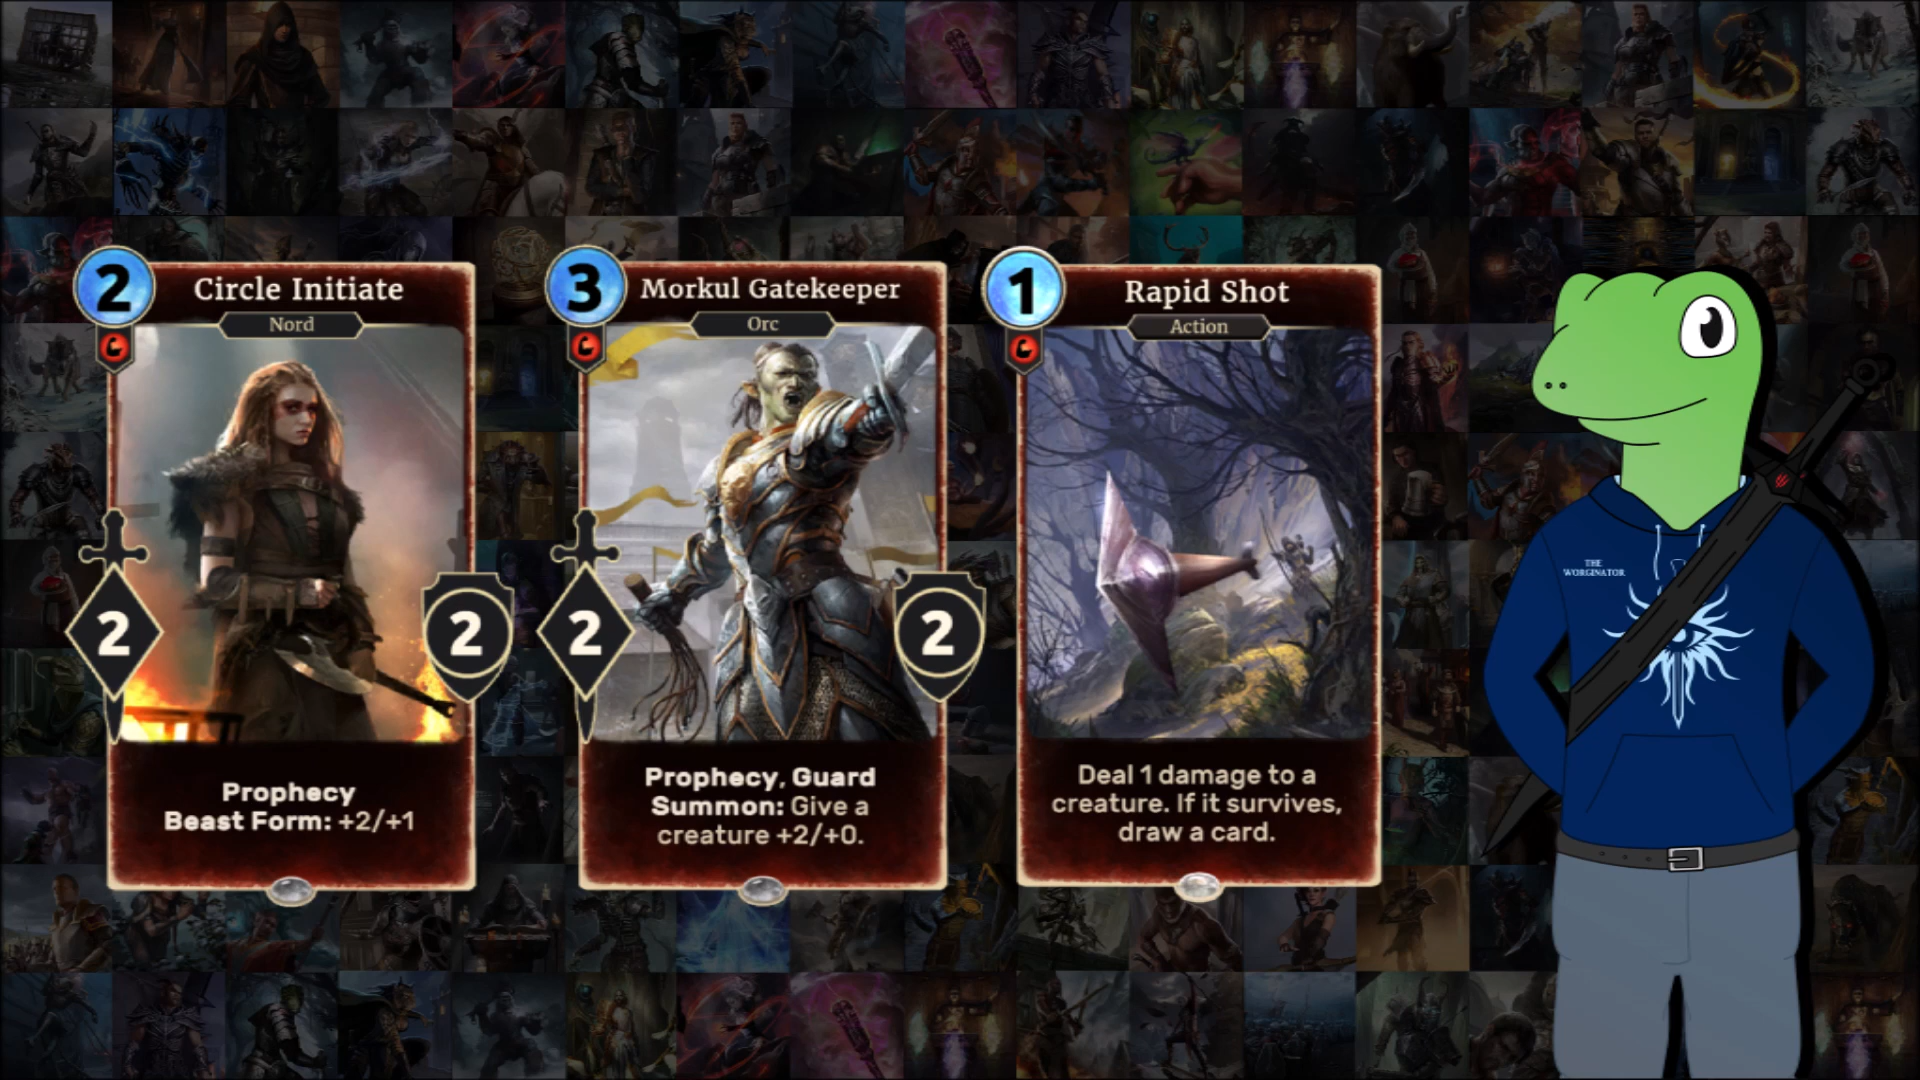 2
Circle Initiate
Nord
2
2
Prophecy
Beast Form: +2/+1
3
Morkul Gatekeeper
Orc
2
2
Prophecy, Guard
Summon: Give a
creature +2/+0.
1
Rapid Shot
Action
Deal 1 damage to a
creature. If it survives,
draw a card.
THE
WORGINATOR